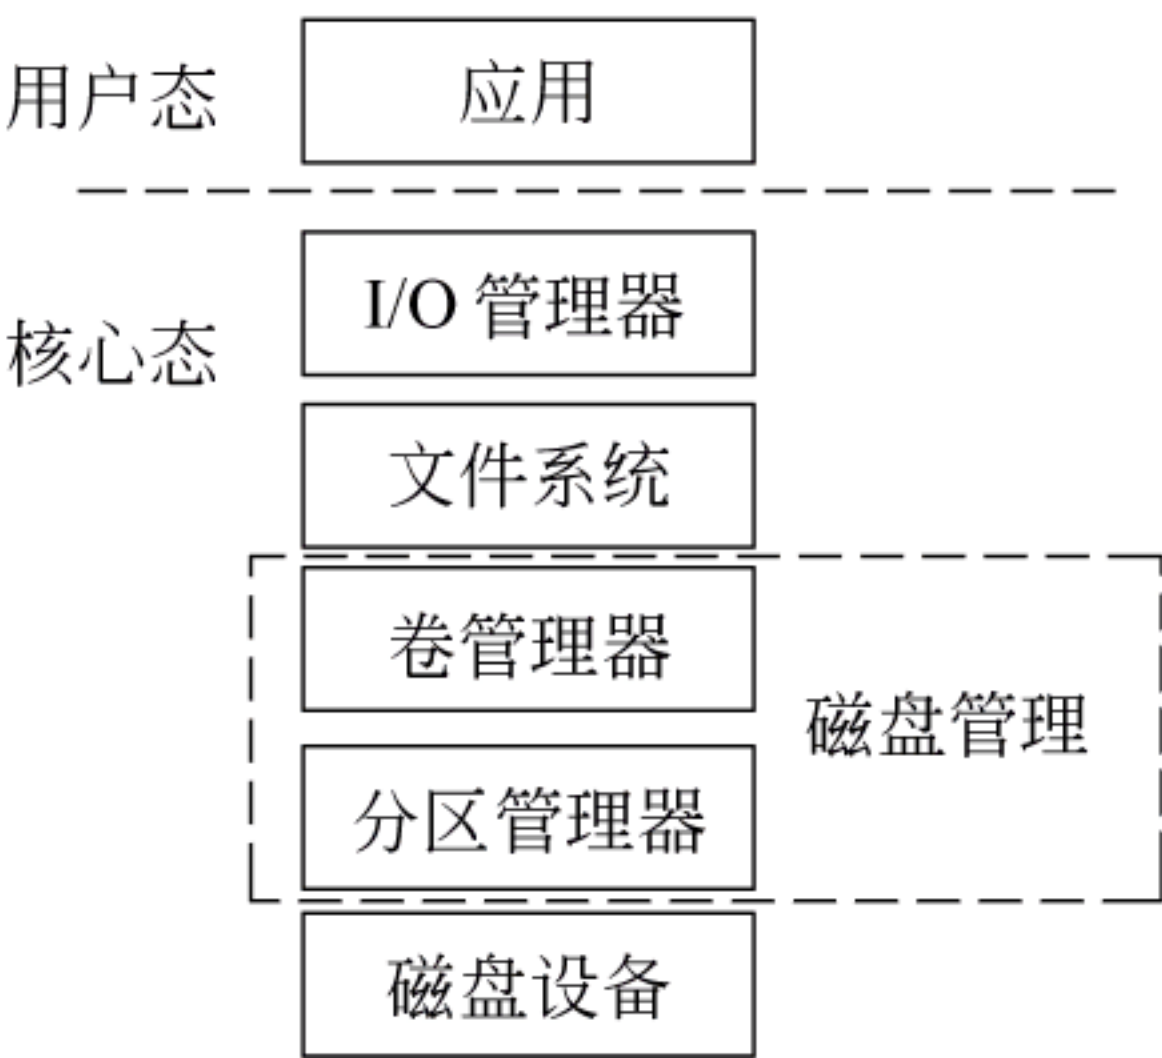 用户态
应用
I/O 管理器
核心态
文件系统
卷管理器
磁盘管理
分区管理器
磁盘设备